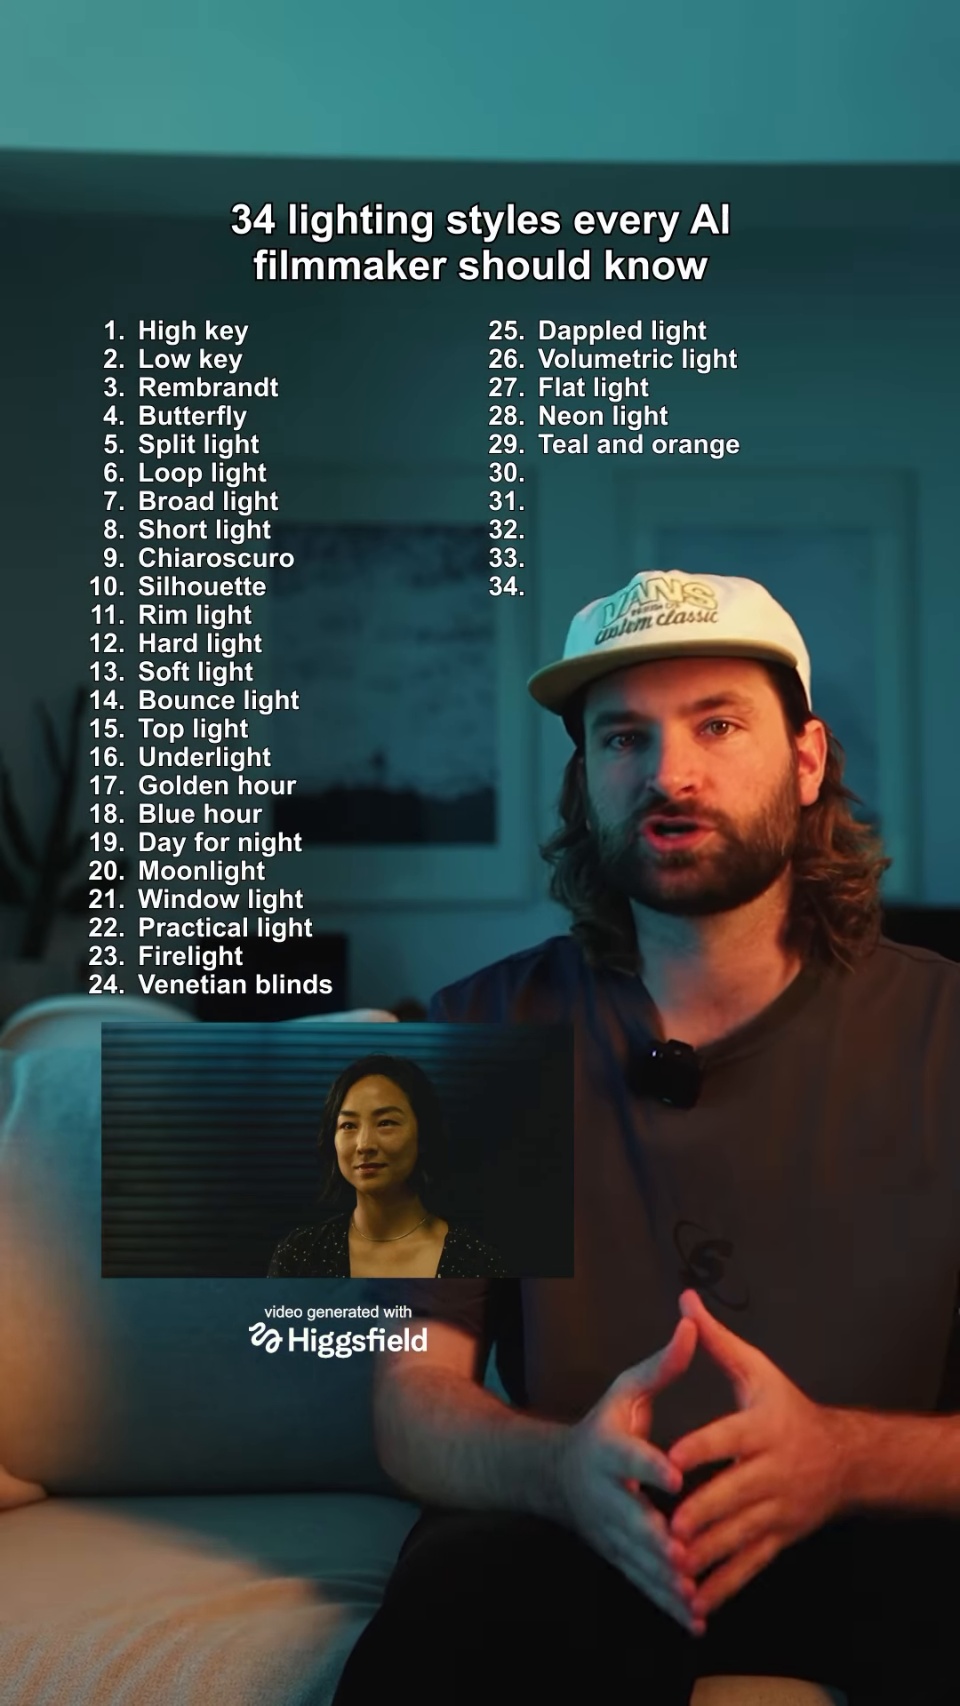 34 lighting styles every AI
filmmaker should know
1. High key
2. Low key
3. Rembrandt
4. Butterfly
5. Split light
6. Loop light
7. Broad light
8. Short light
9. Chiaroscuro
10. Silhouette
11. Rim light
12. Hard light
13. Soft light
14. Bounce light
15. Top light
16. Underlight
17. Golden hour
18. Blue hour
19. Day for night
20. Moonlight
21. Window light
22. Practical light
23. Firelight
24. Venetian blinds
25. Dappled light
26. Volumetric light
27. Flat light
28. Neon light
29. Teal and orange
30.
31.
32.
33.
34.
VANS
custom classic
video generated with
Higgsfield